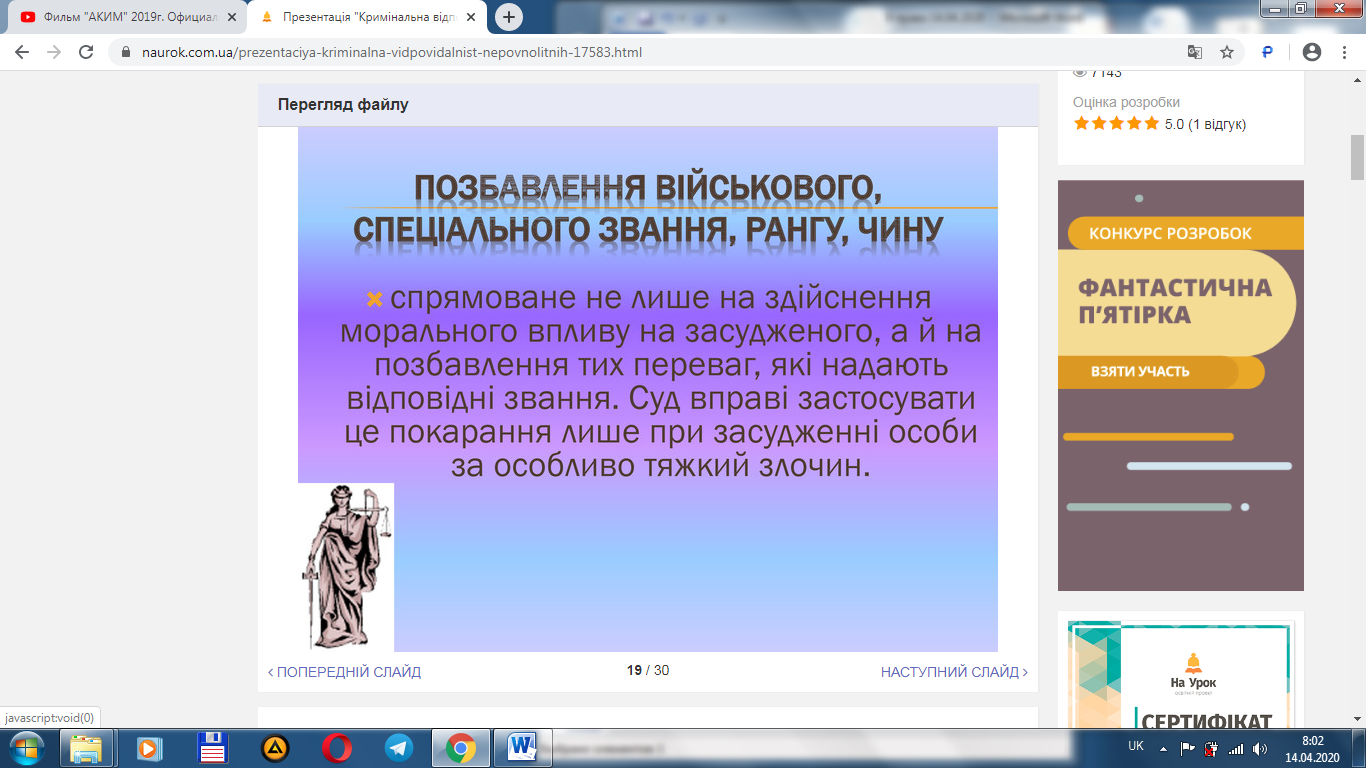 Фильм "АКИМ" 2019г. Официал
Презентація "Кримінальна відп
naurok.com.ua/prezentaciya-kriminalna-vidpovidalnist-nepovnolitnih-17583.html
7143
Оцінка розробки
5.0 (1 відгук)
Перегляд файлу
ПОЗБАВЛЕННЯ ВІЙСЬКОВОГО,
СПЕЦІАЛЬНОГО ЗВАННЯ, РАНГУ, ЧИНУ
спрямоване не лише на здійснення
морального впливу на засудженого, а й на
позбавлення тих переваг, які надають
відповідні звання. Суд вправі застосувати
це покарання лише при засудженні особи
за особливо тяжкий злочин.
КОНКУРС РОЗРОБОК
ФАНТАСТИЧНА
П’ЯТІРКА
ВЗЯТИ УЧАСТЬ
‹ ПОПЕРЕДНІЙ СЛАЙД
19 / 30
НАСТУПНИЙ СЛАЙД ›
На Урок
СЕРТИФІКАТ
javascript:void(0)
UK
8:02
14.04.2020